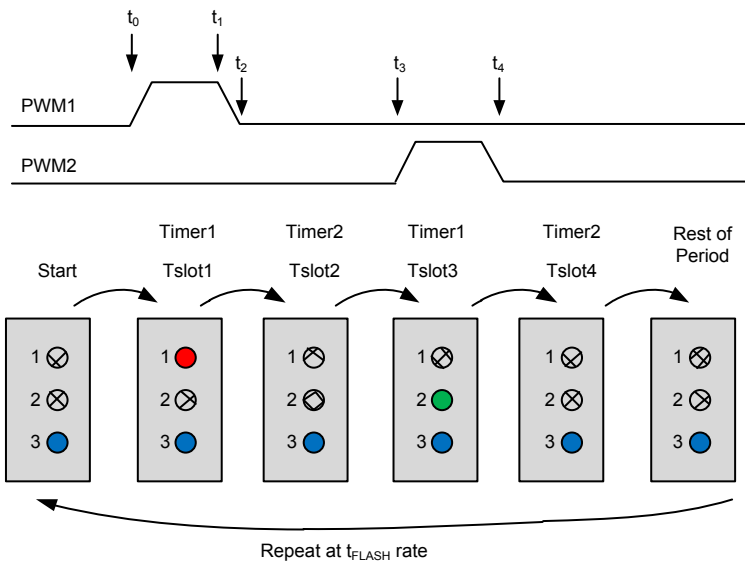 t0 t1 t2 t3 t4
PWM1
PWM2
Timer1 Timer2 Timer1 Timer2 Rest of Period
Start Tslot1 Tslot2 Tslot3 Tslot4
1 1 1 1 1 1
2 2 2 2 2 2
3 3 3 3 3 3
Repeat at tFLASH rate